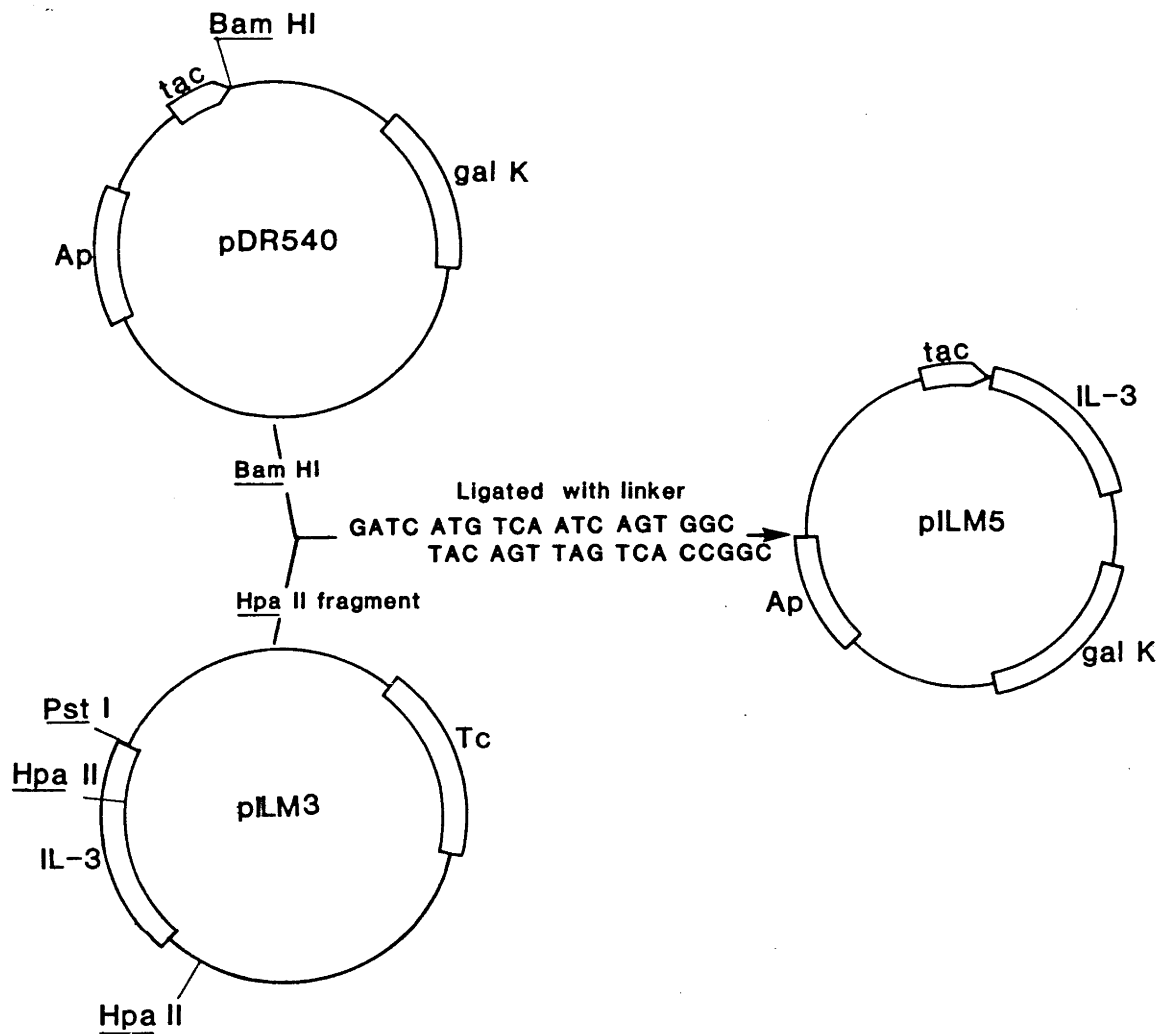 Bam HI
tac
gal K
pDR540
Ap
Bam HI
Ligated with linker
GATC ATG TCA ATC AGT GGC
TAC AGT TAG TCA CCGGC
Hpa II fragment
tac
IL-3
pILM5
Ap
gal K
Pst I
Hpa II
Tc
pILM3
IL-3
Hpa II